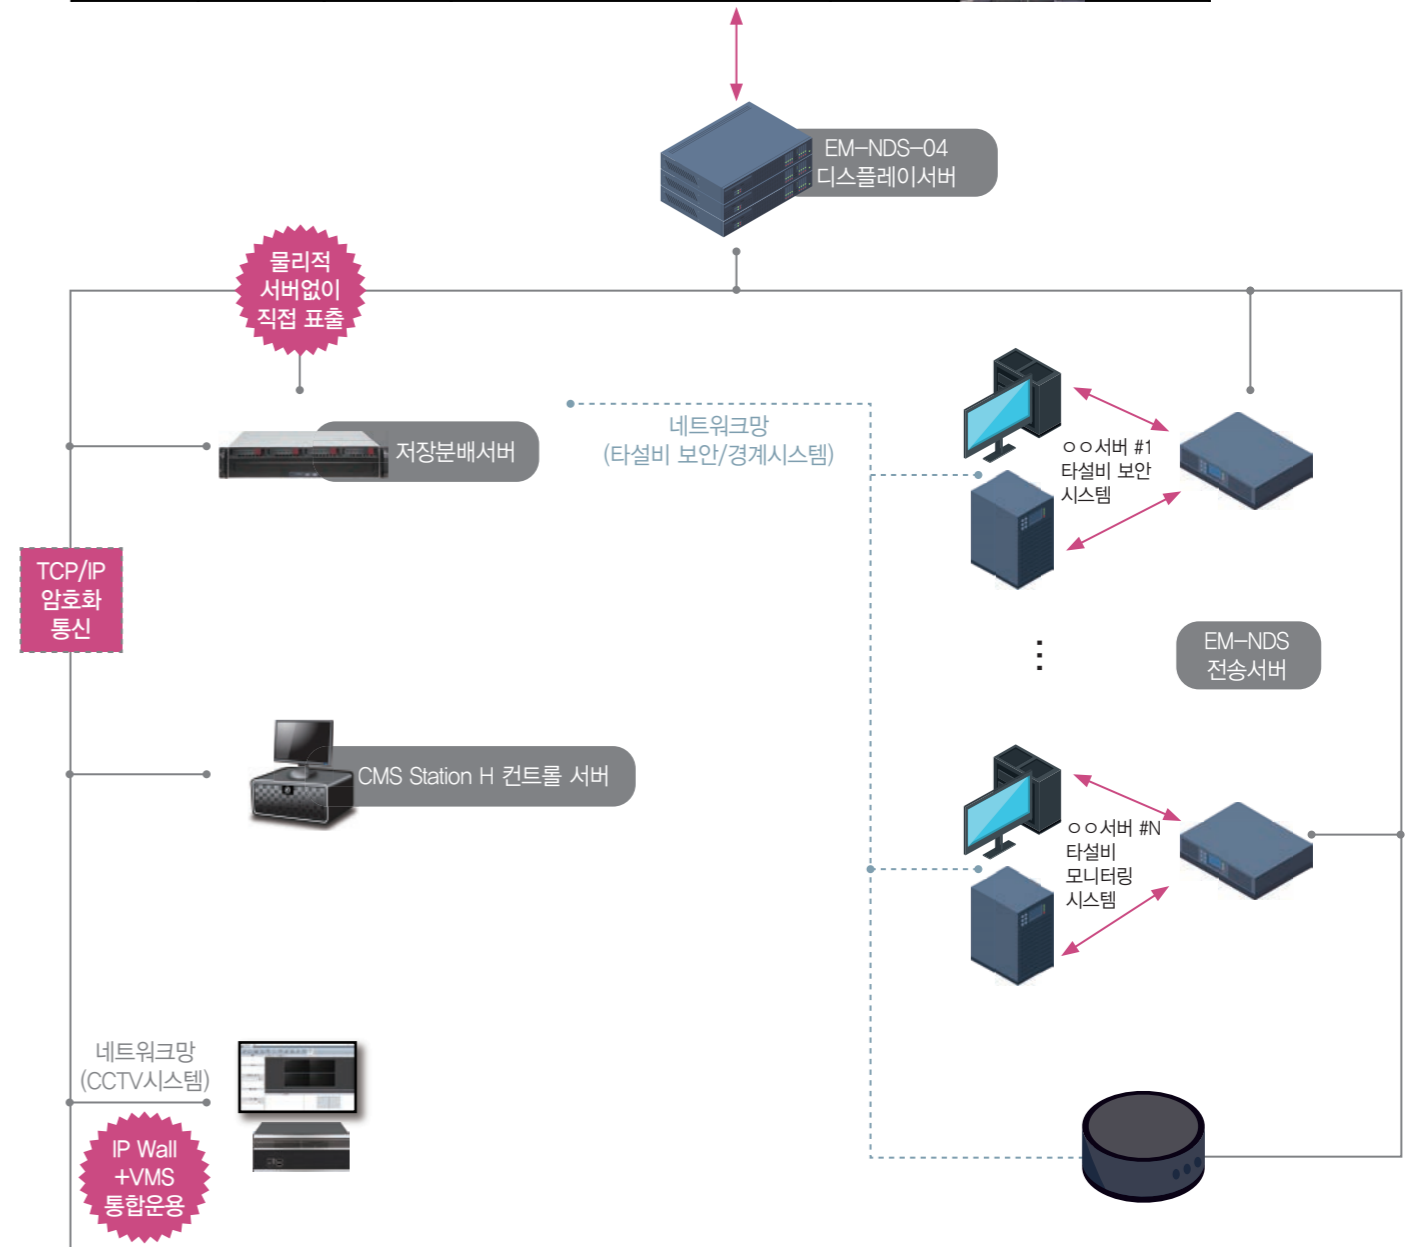 EM-NDS-04
디스플레이서버
물리적
서버없이
직접 표출
저장분배서버
네트워크망
(타설비 보안/경계시스템)
ㅇㅇ서버 #1
타설비 보안
시스템
TCP/IP
암호화
통신
EM-NDS
전송서버
CMS Station H 컨트롤 서버
ㅇㅇ서버 #N
타설비
모니터링
시스템
네트워크망
(CCTV시스템)
IP Wall
+VMS
통합운용